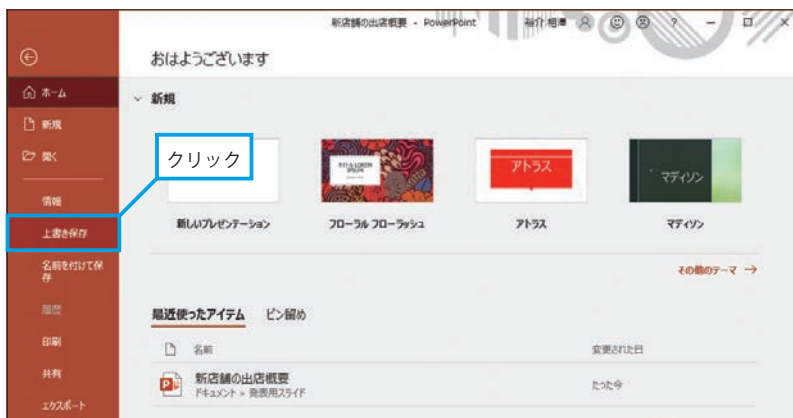 新店舗の出店概要 - PowerPoint
?
おはようございます
ホーム
新規
開く
情報
上書き保存
名前を付けて保
存
履歴
印刷
共有
エクスポート
新規
クリック
アトラス
マディソン
新しいプレゼンテーション
フローラル フローラッシュ
アトラス
マディソン
その他のテーマ →
最近使ったアイテム ピン留め
名前 変更された日
新店舗の出店概要
ドキュメント » 発表用スライド
たった今